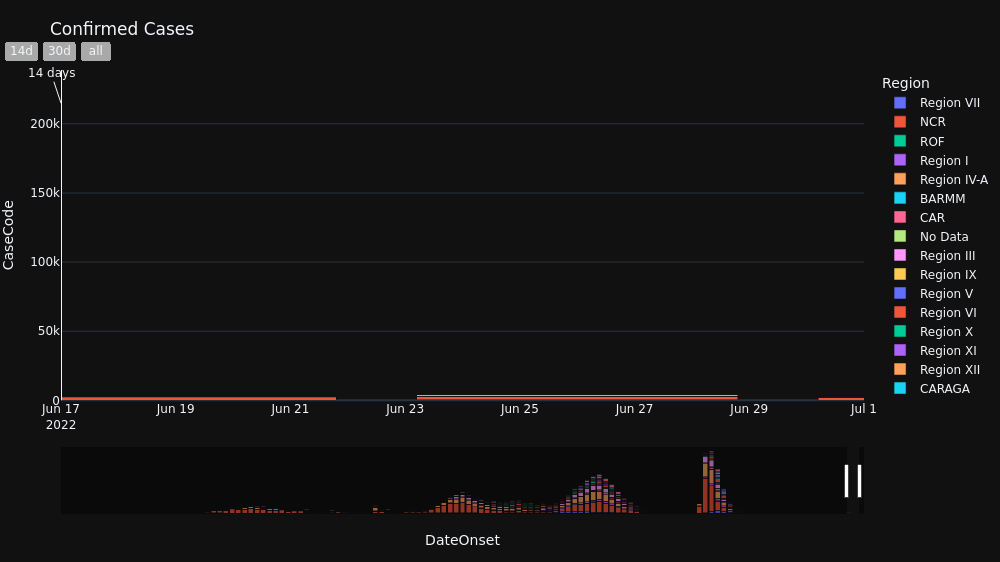 Confirmed Cases
14d 30d all
14 days
200k
150k
100k
50k
0
CaseCode
Jun 17 Jun 19 Jun 21 Jun 23 Jun 25 Jun 27 Jun 29 Jul 1
2022
DateOnset
Region
Region VII
NCR
ROF
Region I
Region IV-A
BARMM
CAR
No Data
Region III
Region IX
Region V
Region VI
Region X
Region XI
Region XII
CARAGA